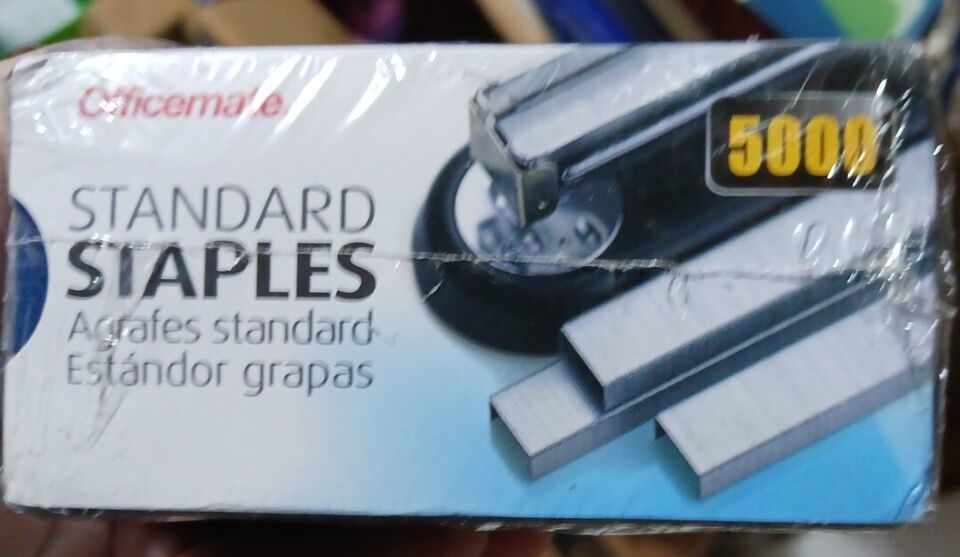 Officemate
5000
STANDARD
STAPLES
Agrafes standard
Estándor grapas